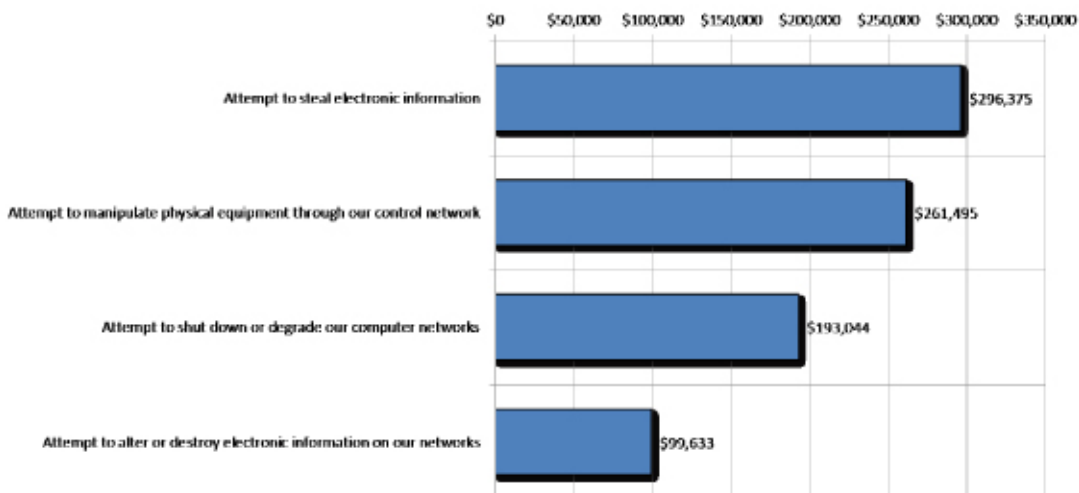 $0 $50,000 $100,000 $150,000 $200,000 $250,000 $300,000 $350,000
Attempt to steal electronic information $296,375
Attempt to manipulate physical equipment through our control network $261,495
Attempt to shut down or degrade our computer networks $193,044
Attempt to alter or destroy electronic information on our networks $99,633